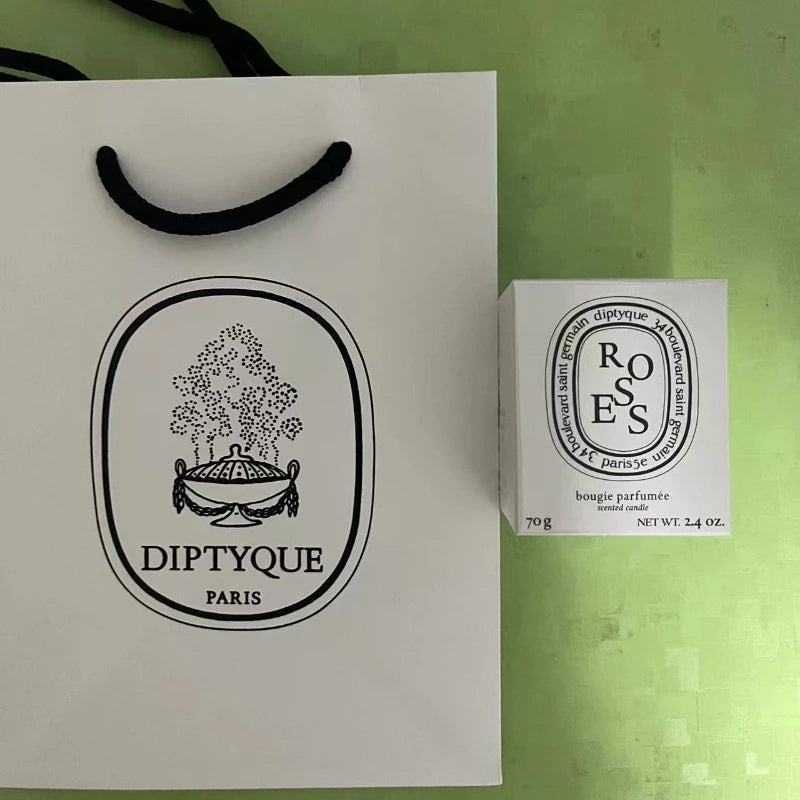 DIPTYQUE
PARIS
diptyque 34 boulevard saint germain paris5e 34 boulevard saint germain
R O
S
E S
bougie parfumée
scented candle
70 g
NET WT. 2.4 OZ.